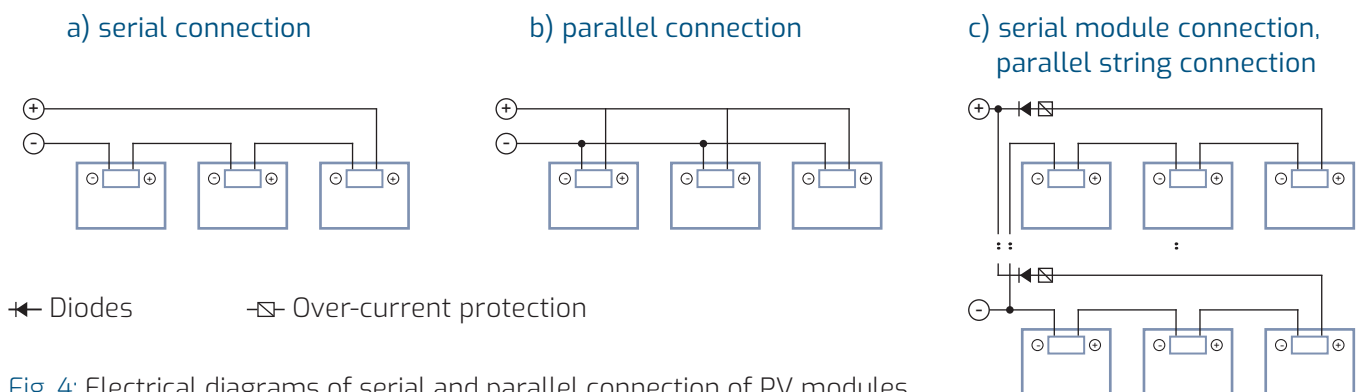 a) serial connection
b) parallel connection
c) serial module connection,
parallel string connection
+
-
- +
- +
- +
+
-
- +
- +
- +
+
- +
- +
- +
-
- +
- +
- +
Diodes
Over-current protection
Fig. 4: Electrical diagrams of serial and parallel connection of PV modules